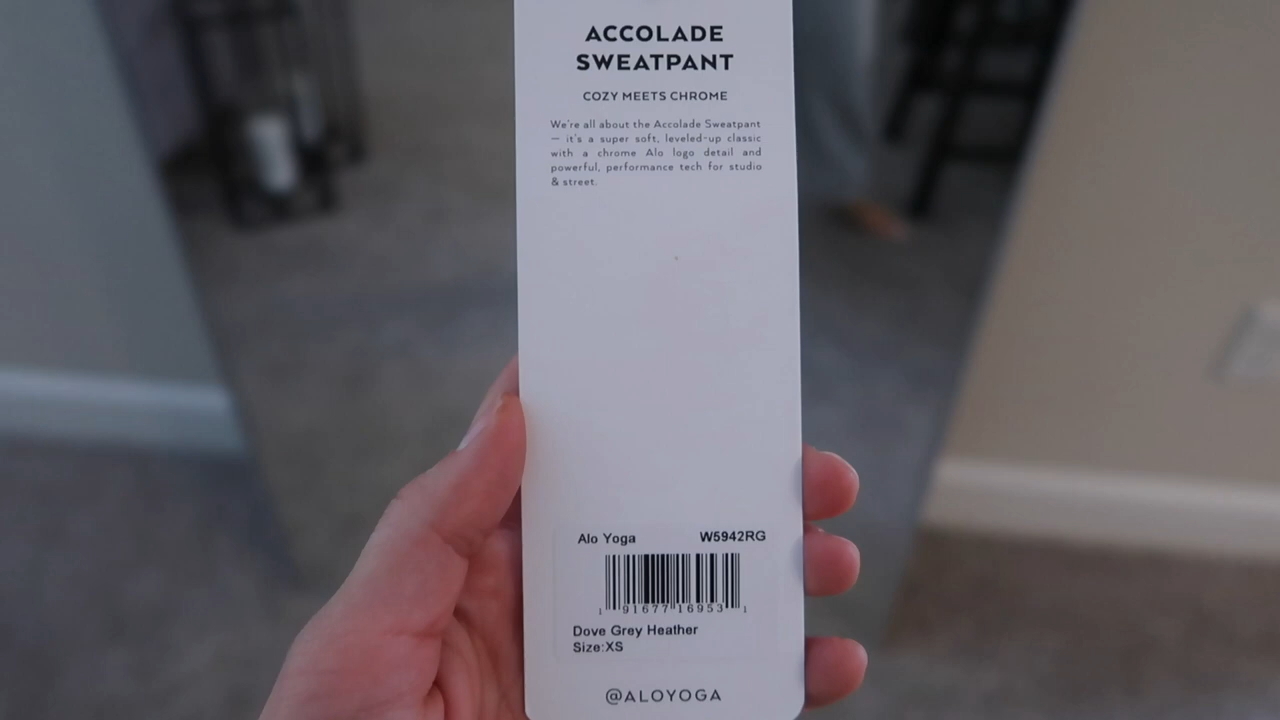 ACCOLADE
SWEATPANT
COZY MEETS CHROME
We're all about the Accolade Sweatpant
— it's a super soft, leveled-up classic
with a chrome Alo logo detail and
powerful, performance tech for studio
& street.
Alo Yoga W5942RG
1 91677 16953 1
Dove Grey Heather
Size:XS
@ALOYOGA